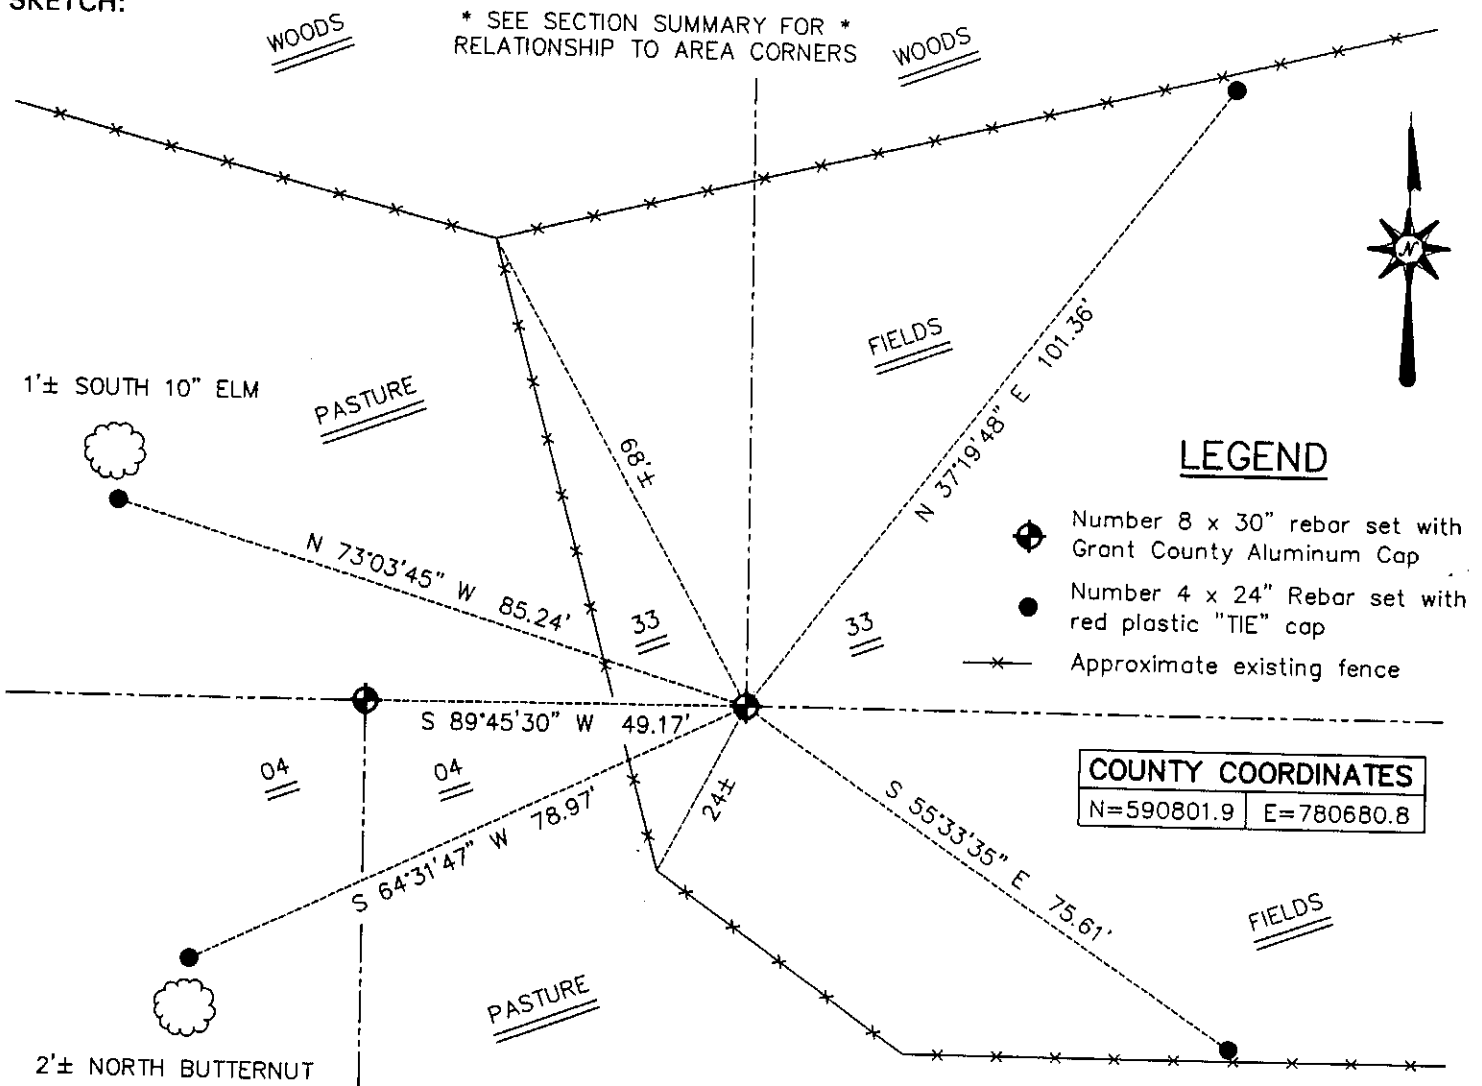 SKETCH:
* SEE SECTION SUMMARY FOR *
RELATIONSHIP TO AREA CORNERS
WOODS
WOODS
N
FIELDS
N 37°19'48" E 101.36'
1'± SOUTH 10" ELM
PASTURE
68'±
LEGEND
Number 8 x 30" rebar set with
Grant County Aluminum Cap
Number 4 x 24" Rebar set with
red plastic "TIE" cap
Approximate existing fence
N 73°03'45" W 85.24'
33
33
S 89°45'30" W 49.17'
04
04
24'±
S 64°31'47" W 78.97'
S 55°33'35" E 75.61'
COUNTY COORDINATES
N=590801.9 E=780680.8
FIELDS
PASTURE
2'± NORTH BUTTERNUT